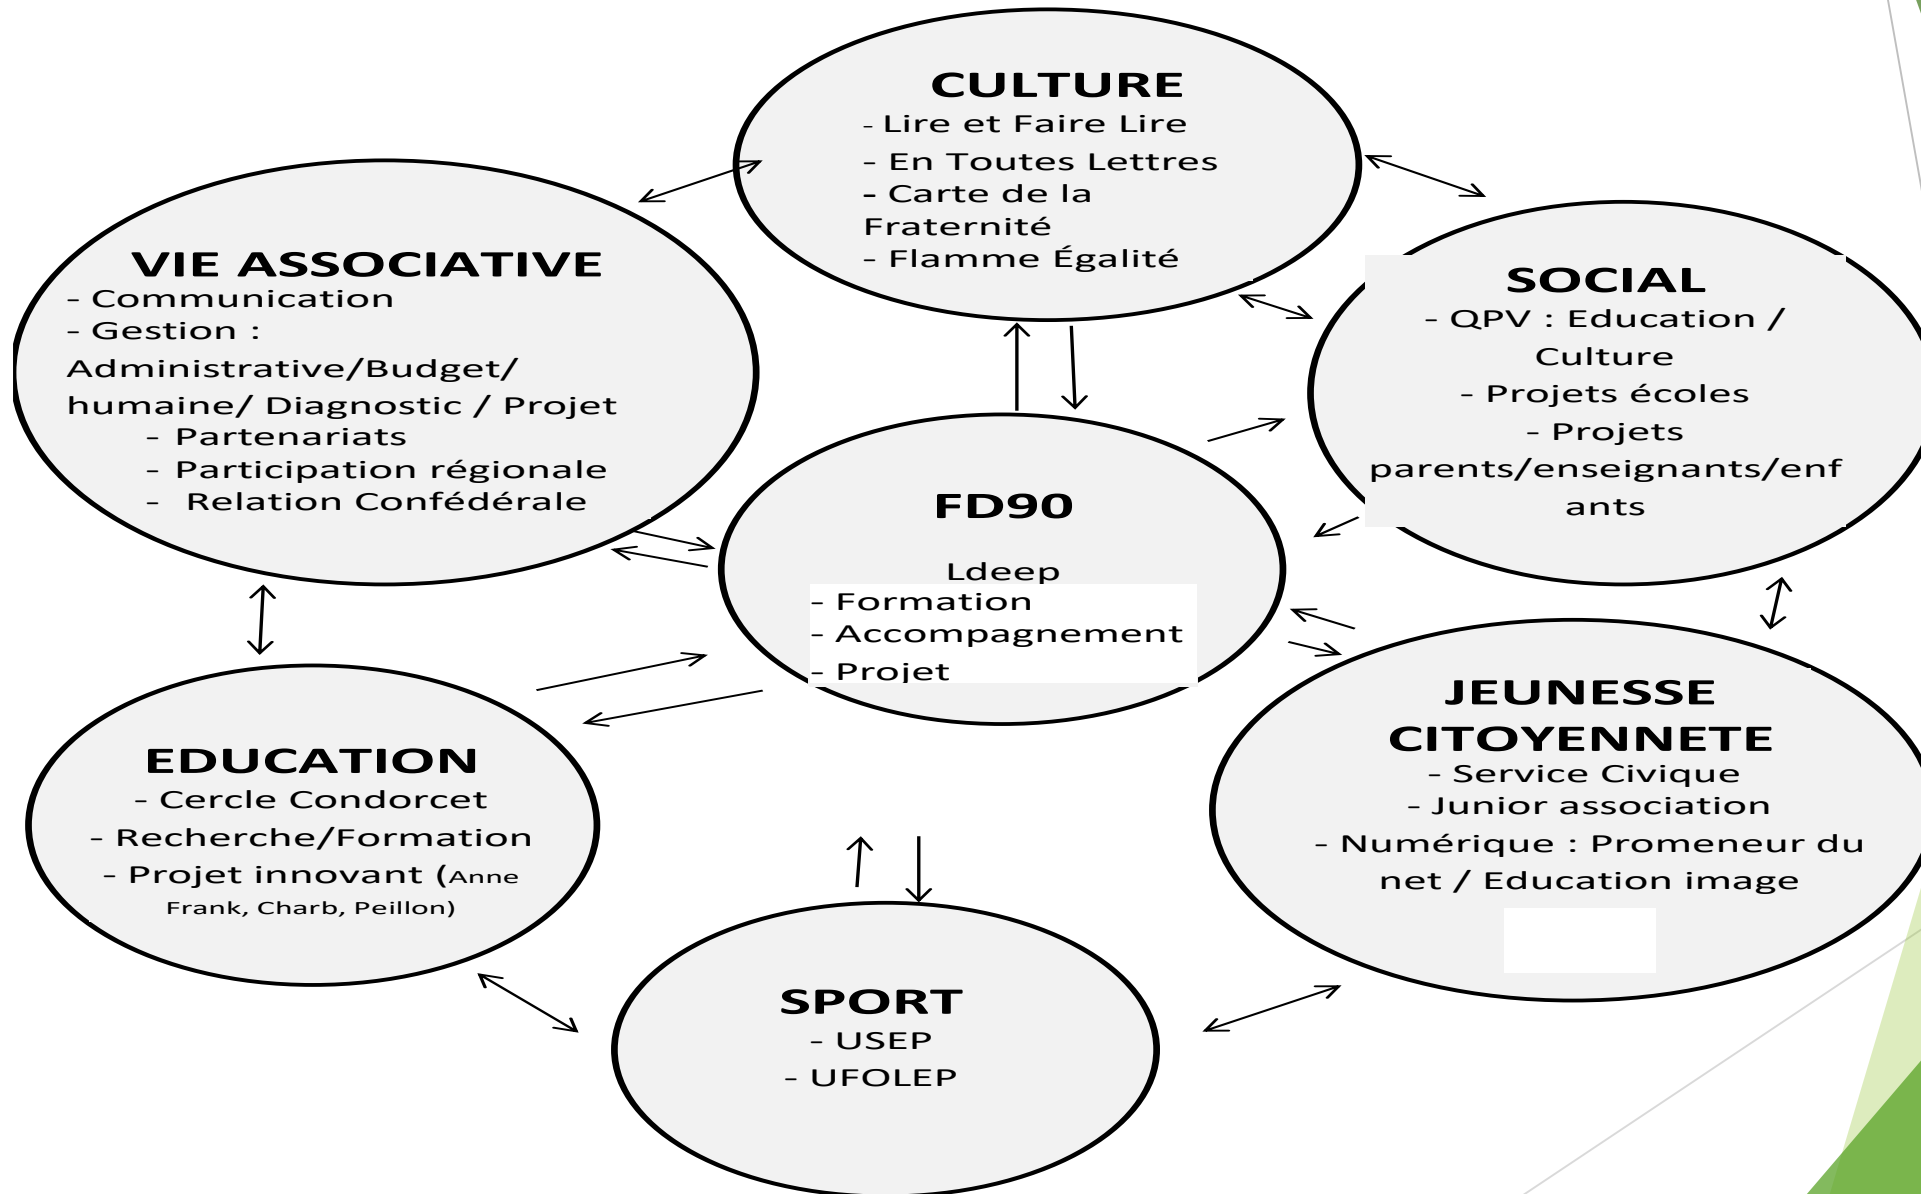 CULTURE
- Lire et Faire Lire
- En Toutes Lettres
- Carte de la
Fraternité
- Flamme Égalité
VIE ASSOCIATIVE
- Communication
- Gestion :
Administrative/Budget/
humaine/ Diagnostic / Projet
- Partenariats
- Participation régionale
- Relation Confédérale
SOCIAL
- QPV : Education /
Culture
- Projets écoles
- Projets
parents/enseignants/enf
ants
FD90
Ldeep
- Formation
- Accompagnement
- Projet
EDUCATION
- Cercle Condorcet
- Recherche/Formation
- Projet innovant (Anne
Frank, Charb, Peillon)
JEUNESSE
CITOYENNETE
- Service Civique
- Junior association
- Numérique : Promeneur du
net / Education image
SPORT
- USEP
- UFOLEP